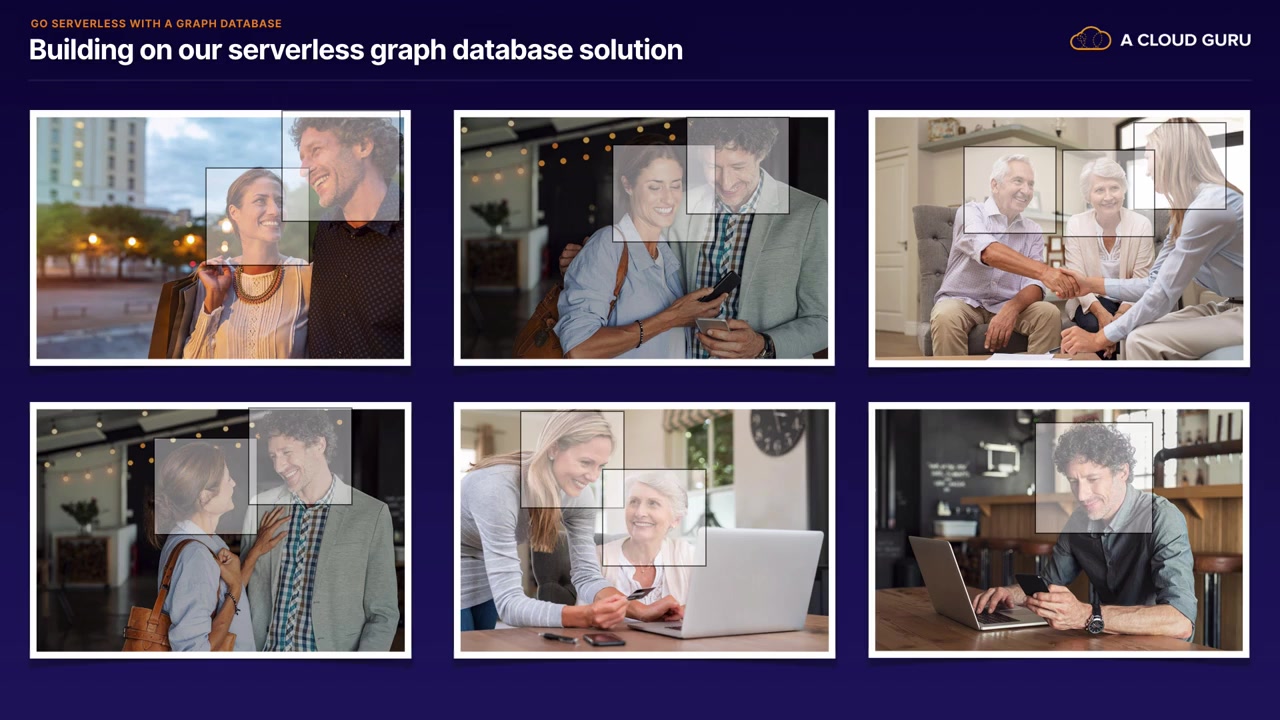 GO SERVERLESS WITH A GRAPH DATABASE
Building on our serverless graph database solution
A CLOUD GURU